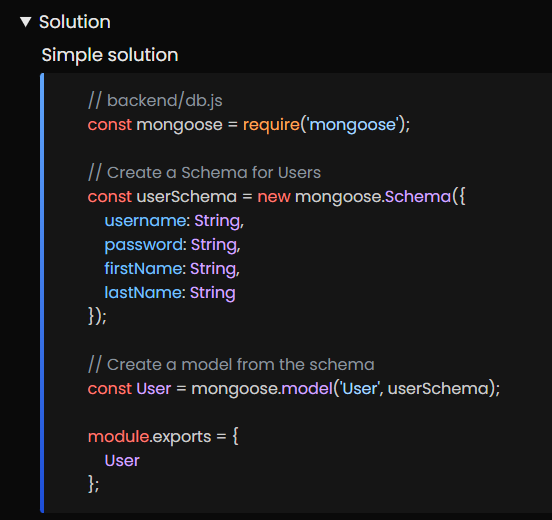 ▼ Solution
Simple solution
// backend/db.js
const mongoose = require('mongoose');
// Create a Schema for Users
const userSchema = new mongoose.Schema({
username: String,
password: String,
firstName: String,
lastName: String
});
// Create a model from the schema
const User = mongoose.model('User', userSchema);
module.exports = {
User
};